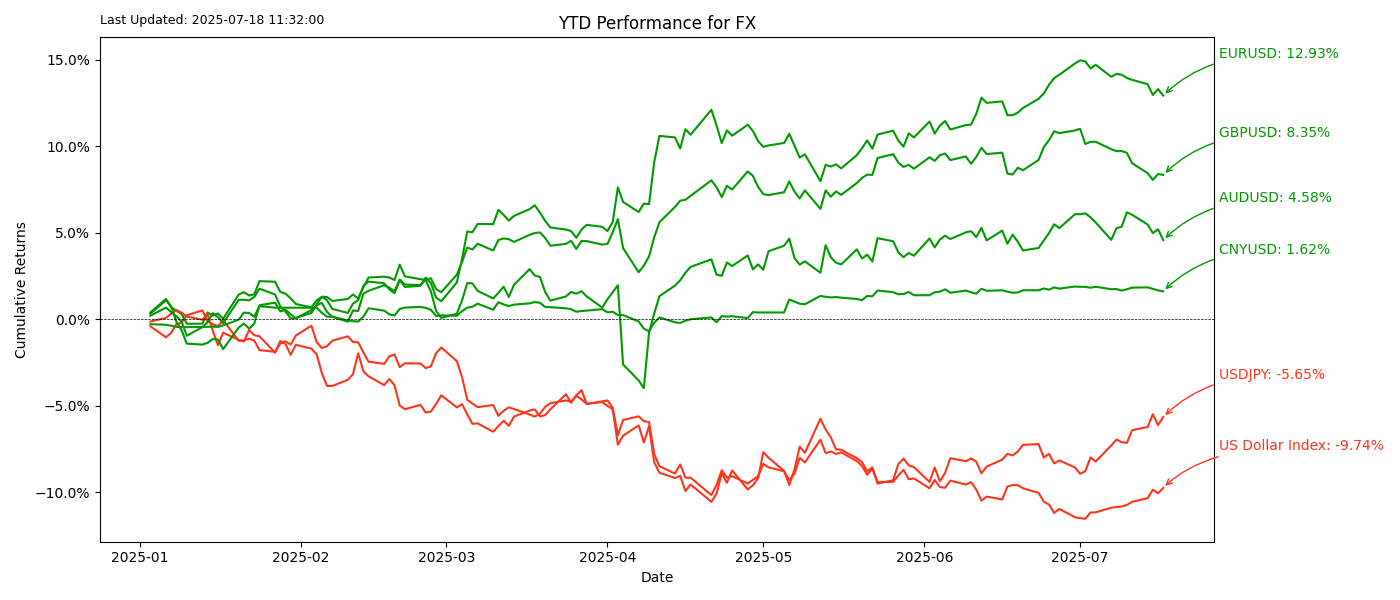 Last Updated: 2025-07-18 11:32:00
YTD Performance for FX
15.0%
10.0%
5.0%
0.0%
−5.0%
−10.0%
Cumulative Returns
EURUSD: 12.93%
GBPUSD: 8.35%
AUDUSD: 4.58%
CNYUSD: 1.62%
USDJPY: -5.65%
US Dollar Index: -9.74%
2025-01 2025-02 2025-03 2025-04 2025-05 2025-06 2025-07
Date